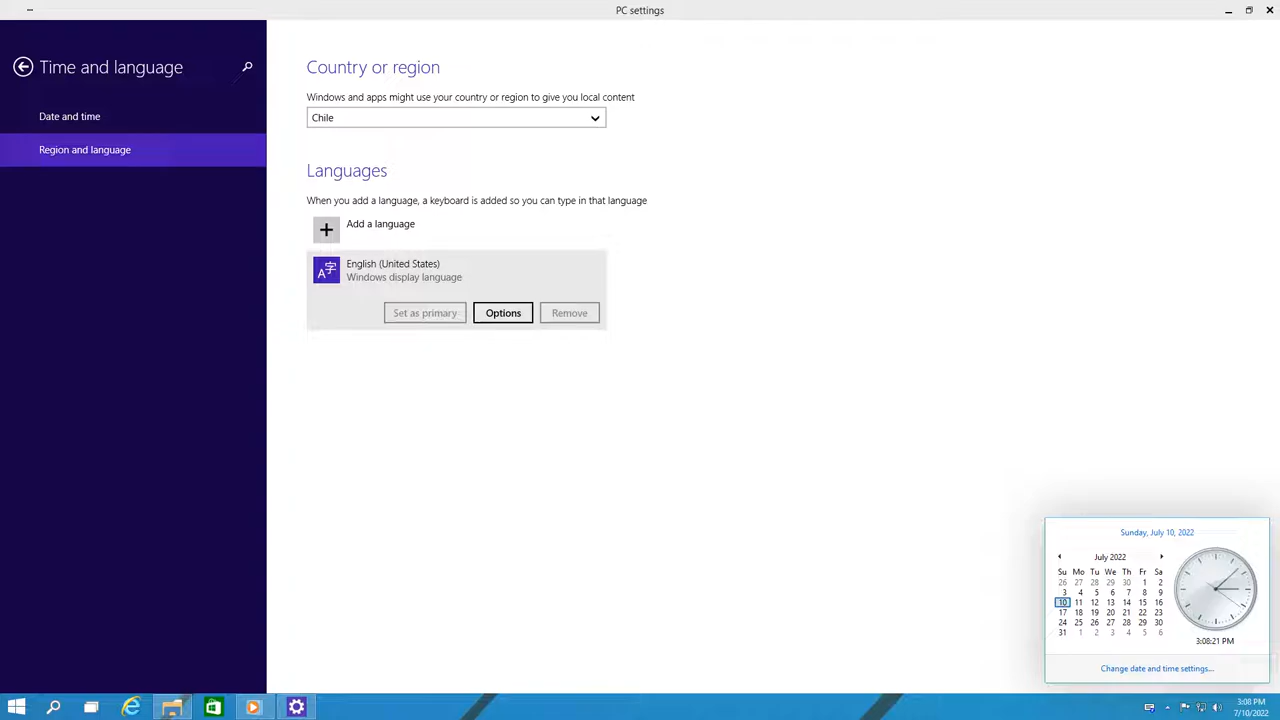 PC settings
Time and language
Date and time
Region and language
Country or region
Windows and apps might use your country or region to give you local content
Chile
Languages
When you add a language, a keyboard is added so you can type in that language
Add a language
English (United States)
Windows display language
Set as primary
Options
Remove
Sunday, July 10, 2022
July 2022
Su Mo Tu We Th Fr Sa
26 27 28 29 30 1 2
3 4 5 6 7 8 9
10 11 12 13 14 15 16
17 18 19 20 21 22 23
24 25 26 27 28 29 30
31 1 2 3 4 5 6
3:08:21 PM
Change date and time settings...
3:08 PM
7/10/2022